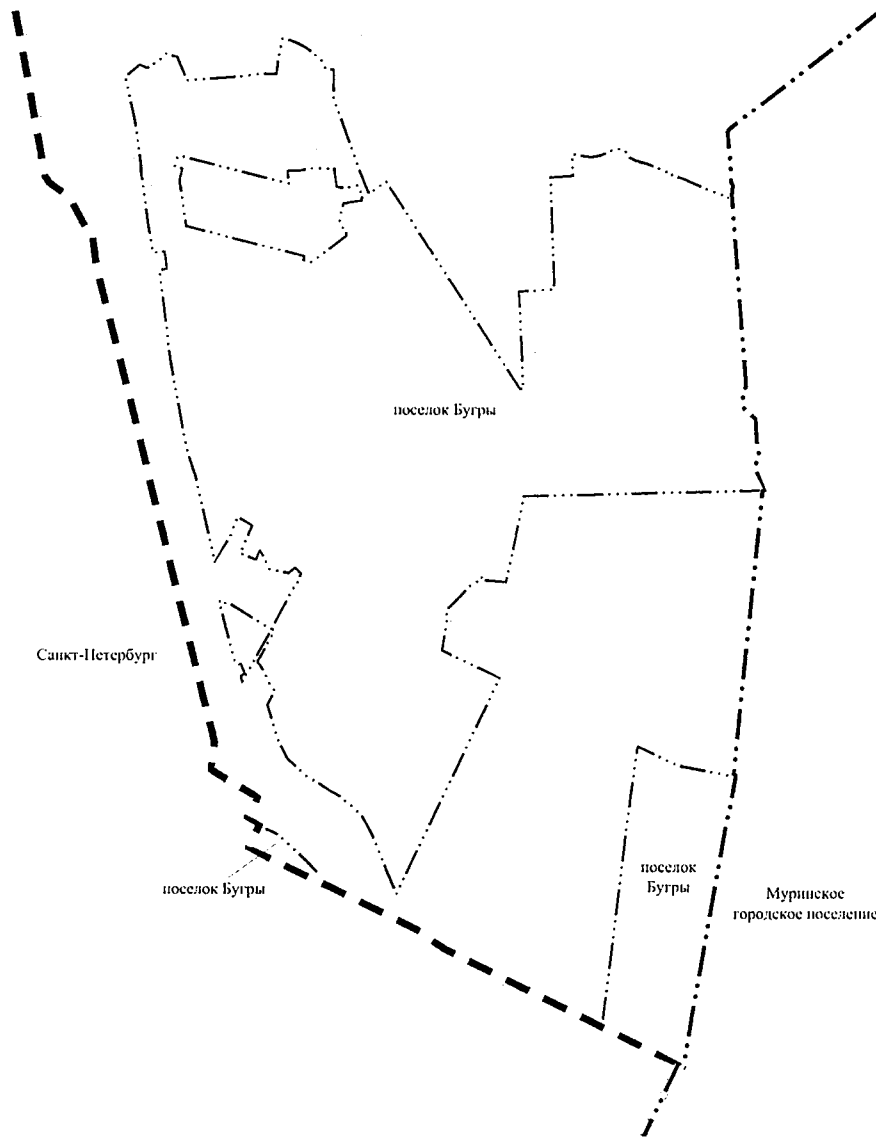 поселок Бугры
Санкт-Петербург
поселок Бугры
поселок
Бугры
Муринское
городское поселение